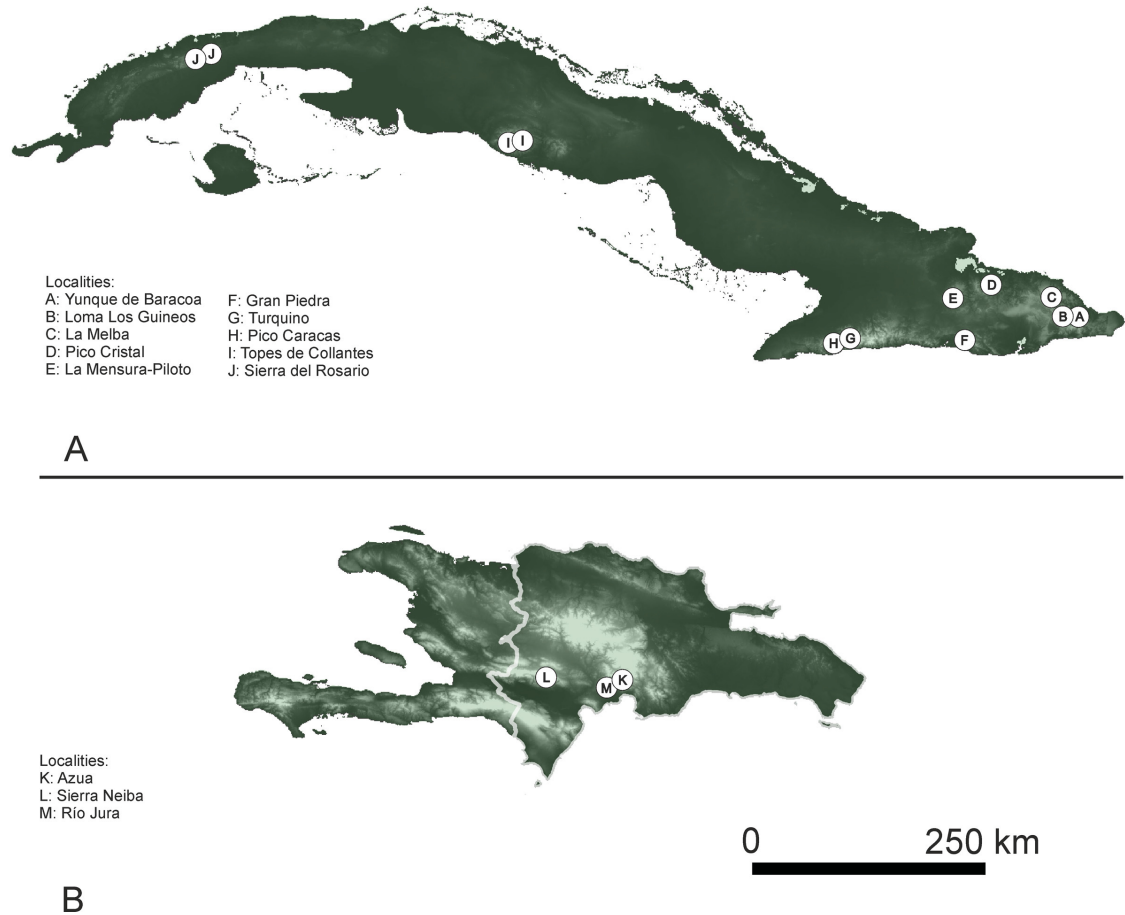 J J
I I
D
C
E
B A
G
H
F
Localities:
A: Yunque de Baracoa
B: Loma Los Guineos
C: La Melba
D: Pico Cristal
E: La Mensura-Piloto
F: Gran Piedra
G: Turquino
H: Pico Caracas
I: Topes de Collantes
J: Sierra del Rosario
A
L
K
M
Localities:
K: Azua
L: Sierra Neiba
M: Río Jura
0 250 km
B